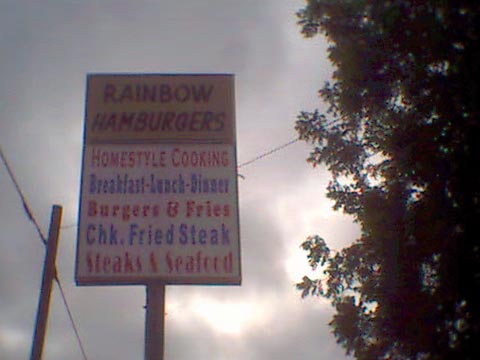 RAINBOW
HAMBURGERS
HOMESTYLE COOKING
Breakfast-Lunch-Dinner
Burgers & Fries
Chk. Fried Steak
Steaks & Seafood